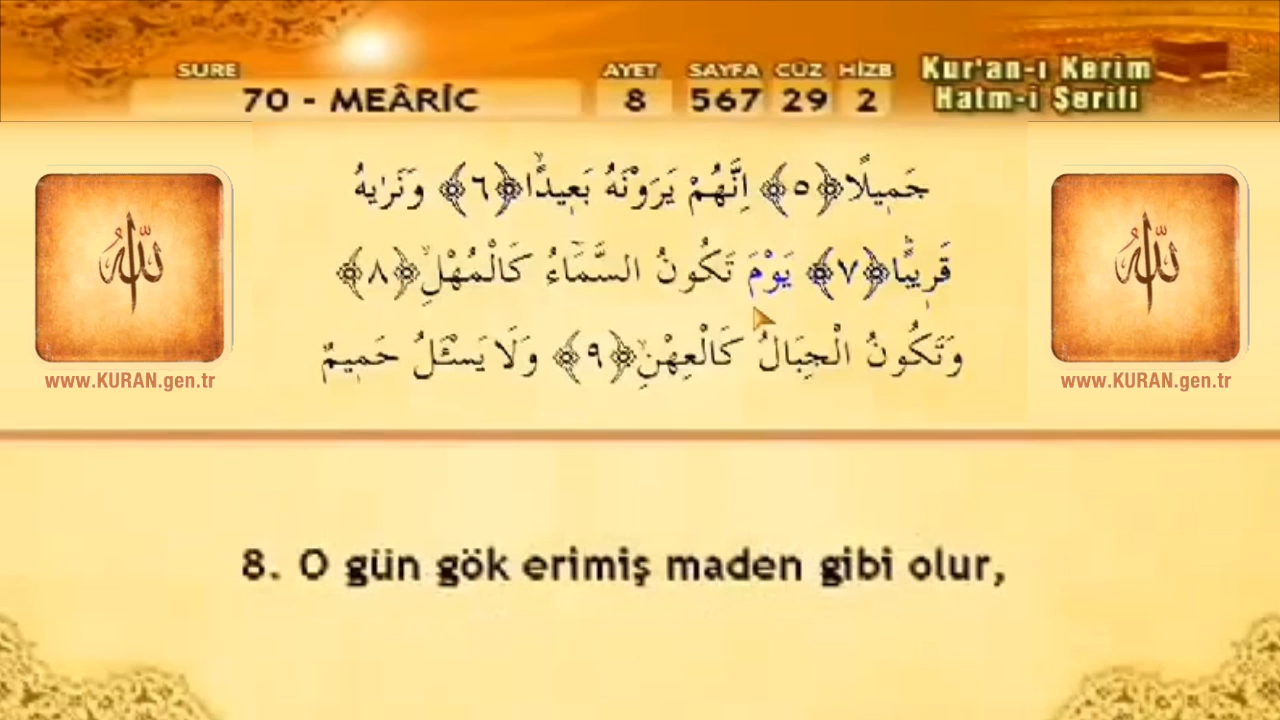 SURE
70 - MEÂRİC
AYET SAYFA CÜZ HİZB
8 567 29 2
Kur'an-ı Kerim
Hatm-i Şerifi
جَمٖيلًا ﴿٥﴾ اِنَّهُمْ يَرَوْنَهُ بَعٖيدًاۙ ﴿٦﴾ وَنَرٰيهُ
قَرٖيبًاؕ ﴿٧﴾ يَوْمَ تَكُونُ السَّمَٓاءُ كَالْمُهْلِۙ ﴿٨﴾
وَتَكُونُ الْجِبَالُ كَالْعِهْنِۙ ﴿٩﴾ وَلَا يَسْـَٔلُ حَمٖيمٌ
الله
www.KURAN.gen.tr
الله
www.KURAN.gen.tr
8. O gün gök erimiş maden gibi olur,